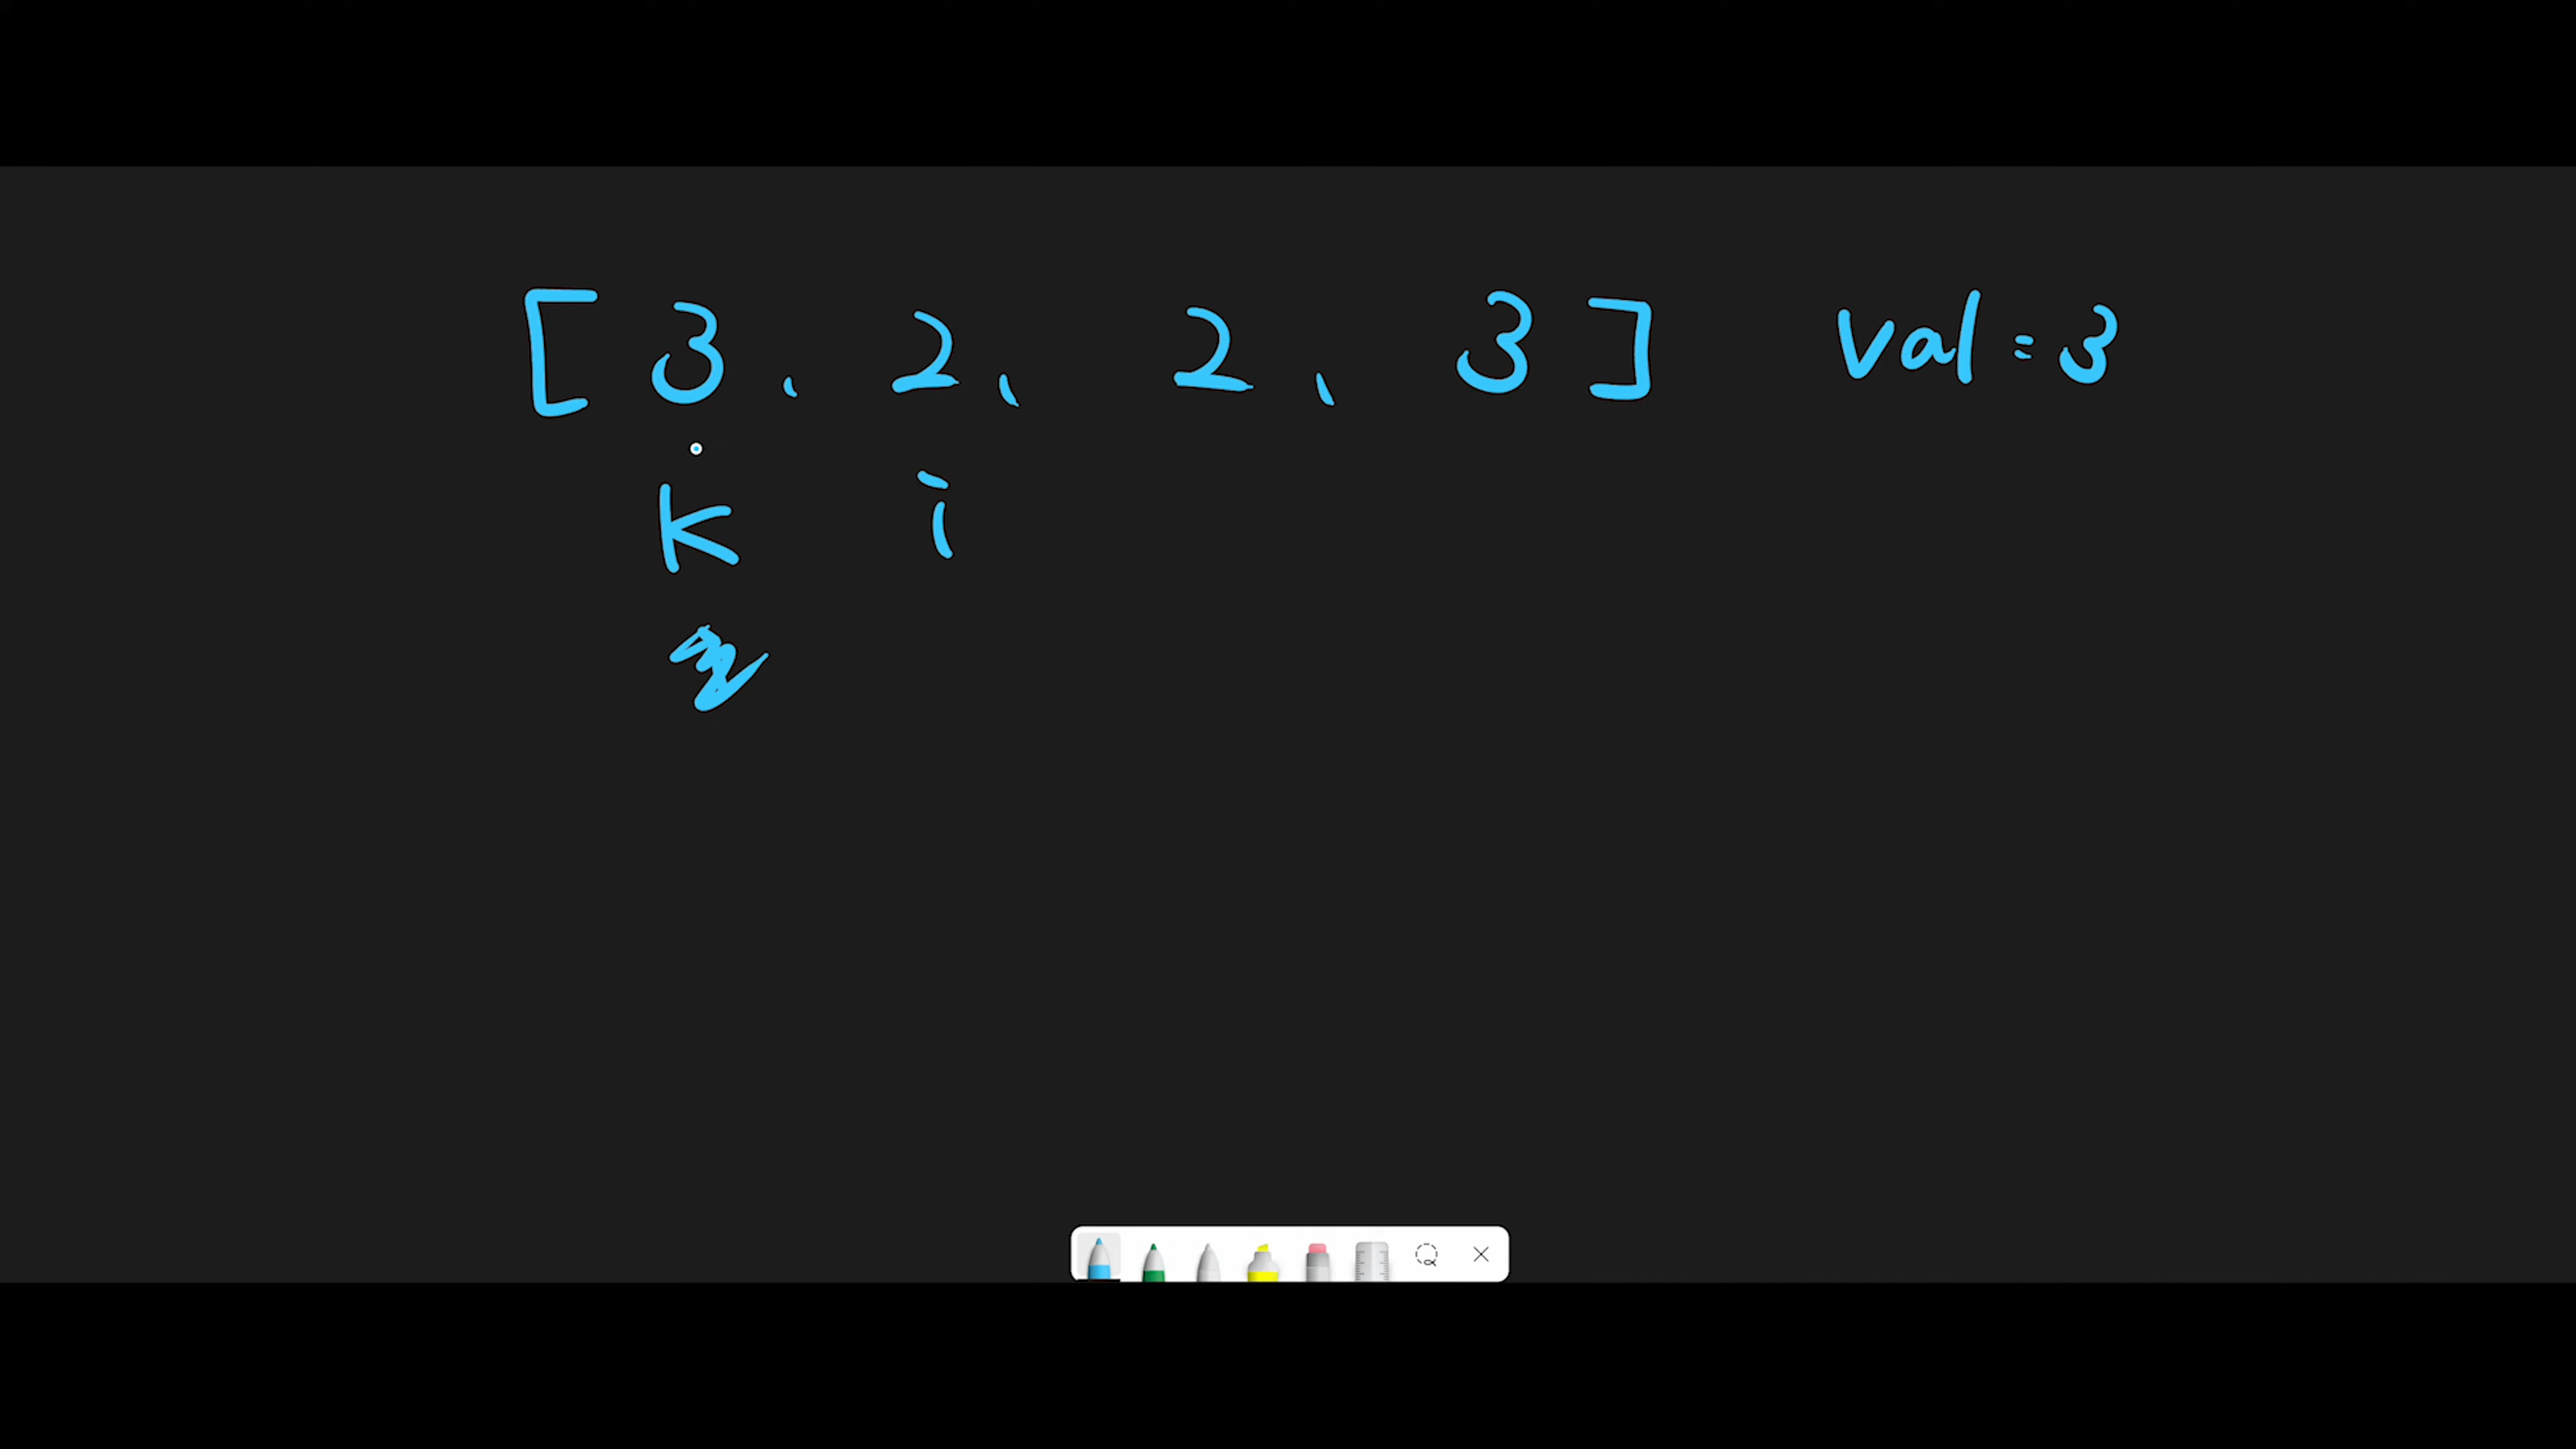 [ 3, 2, 2, 3 ] val = 3
k i